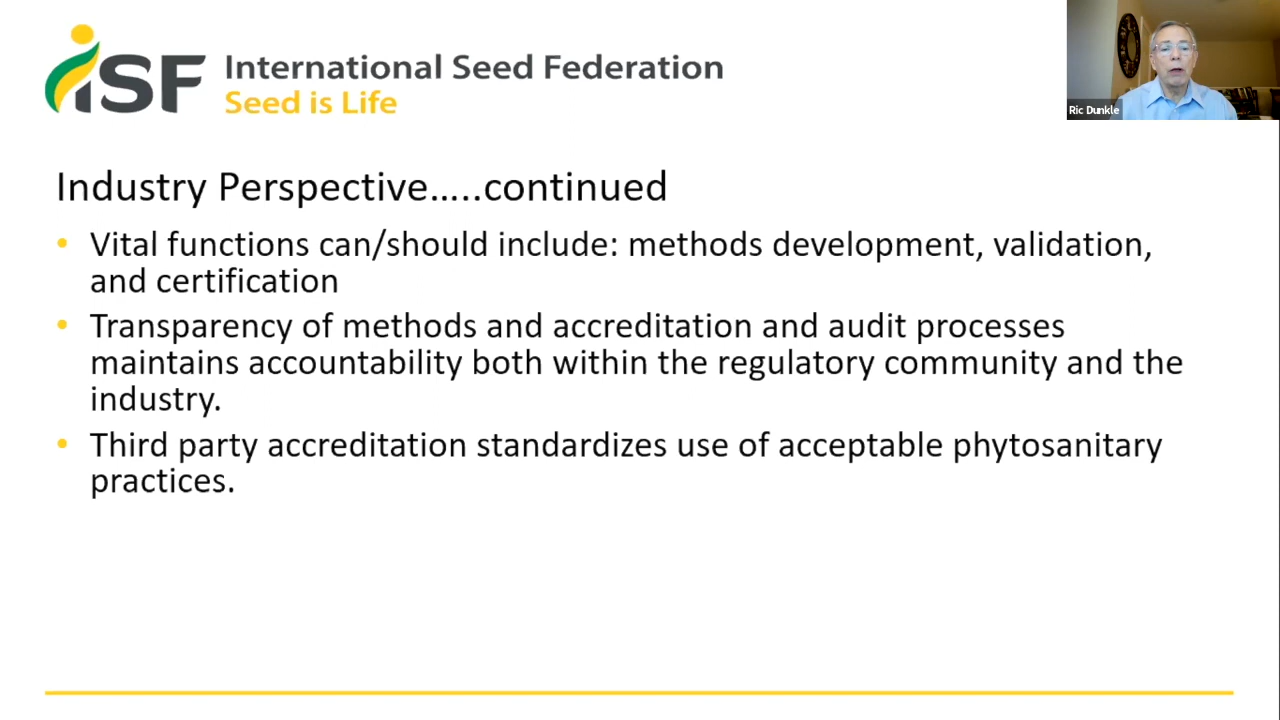 iSF International Seed Federation
Seed is Life
Ric Dunkle
Industry Perspective.....continued
• Vital functions can/should include: methods development, validation,
and certification
• Transparency of methods and accreditation and audit processes
maintains accountability both within the regulatory community and the
industry.
• Third party accreditation standardizes use of acceptable phytosanitary
practices.